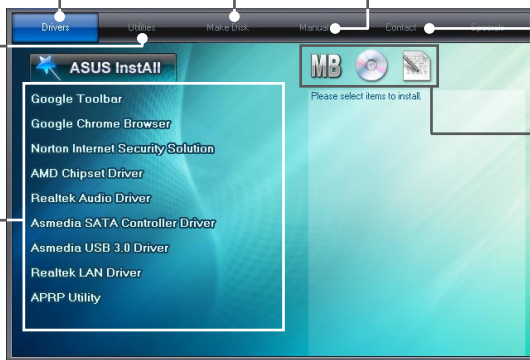 Drivers
Utilities
Make Disk
Manual
Contact
Specials
ASUS InstAll
MB
Please select items to install.
Google Toolbar
Google Chrome Browser
Norton Internet Security Solution
AMD Chipset Driver
Realtek Audio Driver
Asmedia SATA Controller Driver
Asmedia USB 3.0 Driver
Realtek LAN Driver
APRP Utility